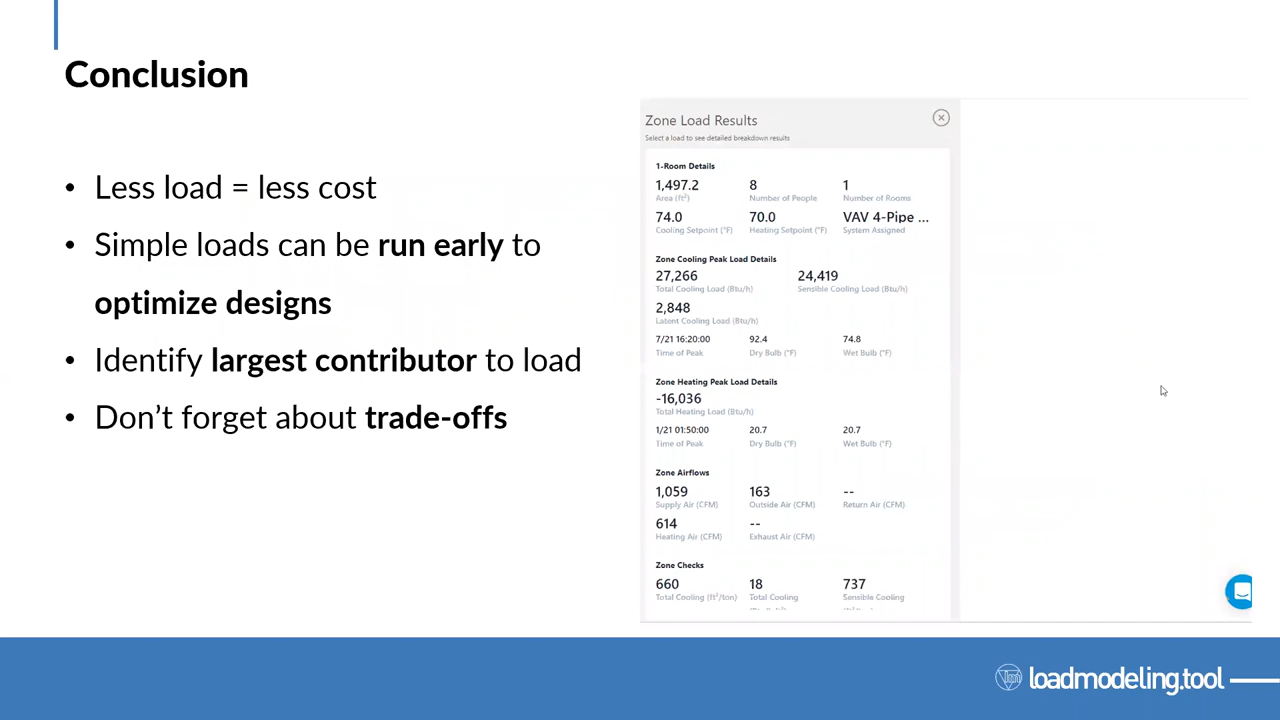 Conclusion
• Less load = less cost
• Simple loads can be run early to
optimize designs
• Identify largest contributor to load
• Don't forget about trade-offs
Zone Load Results
Select a load to see detailed breakdown results
1-Room Details
1,497.2 8 1
Area (ft²) Number of People Number of Rooms
74.0 70.0 VAV 4-Pipe ...
Cooling Setpoint (°F) Heating Setpoint (°F) System Assigned
Zone Cooling Peak Load Details
27,266 24,419
Total Cooling Load (Btu/h) Sensible Cooling Load (Btu/h)
2,848
Latent Cooling Load (Btu/h)
7/21 16:20:00 92.4 74.8
Time of Peak Dry Bulb (°F) Wet Bulb (°F)
Zone Heating Peak Load Details
-16,036
Total Heating Load (Btu/h)
1/21 01:50:00 20.7 20.7
Time of Peak Dry Bulb (°F) Wet Bulb (°F)
Zone Airflows
1,059 163 --
Supply Air (CFM) Outside Air (CFM) Return Air (CFM)
614 --
Heating Air (CFM) Exhaust Air (CFM)
Zone Checks
660 18 737
Total Cooling (ft²/ton) Total Cooling Sensible Cooling
loadmodeling.tool